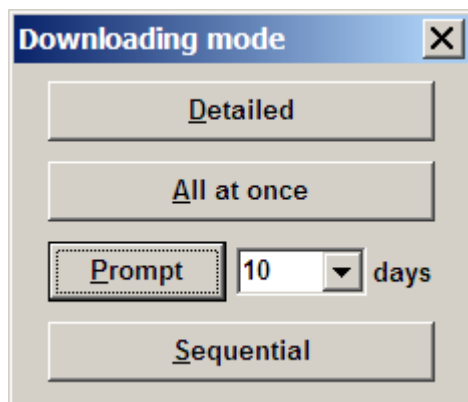 Downloading mode
Detailed
All at once
Prompt 10 days
Sequential